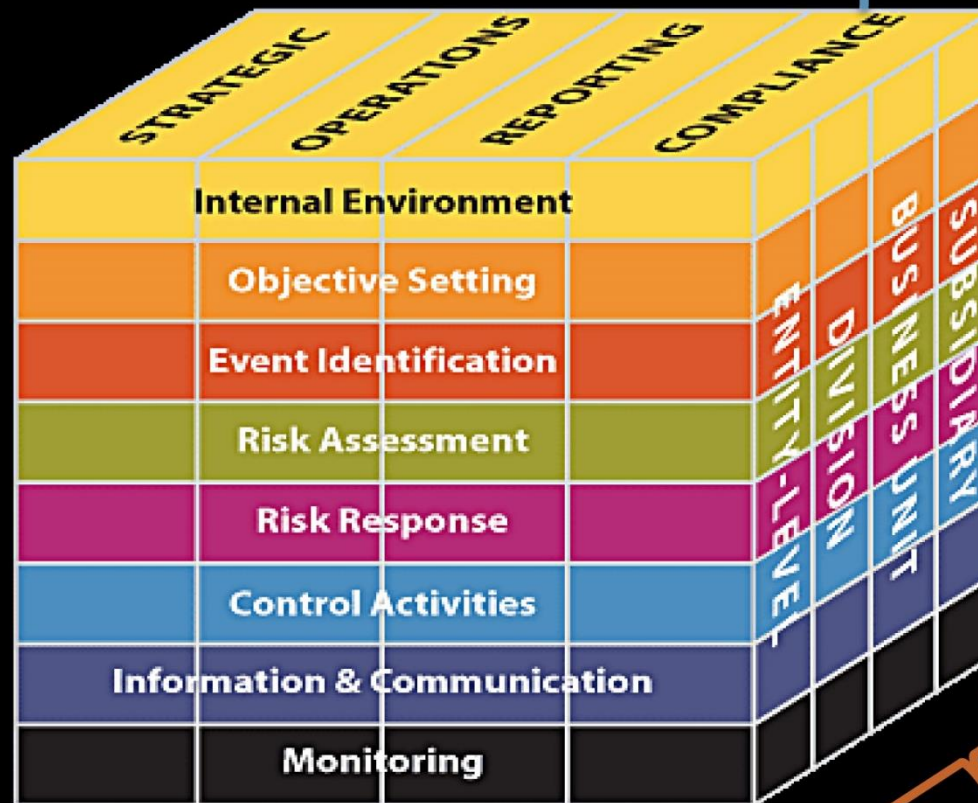 STRATEGIC
OPERATIONS
REPORTING
COMPLIANCE
Internal Environment
Objective Setting
Event Identification
Risk Assessment
Risk Response
Control Activities
Information & Communication
Monitoring
ENTITY-LEVEL
DIVISION
BUSINESS UNIT
SUBSIDIARY